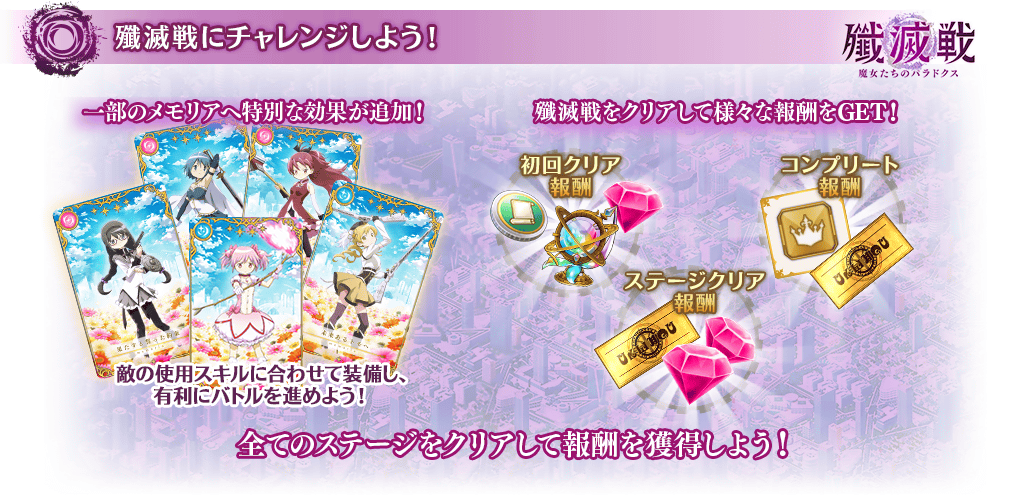 殲滅戦にチャレンジしよう！
殲滅戦
魔女たちのパラドクス
一部のメモリアへ特別な効果が追加！
殲滅戦をクリアして様々な報酬をGET！
初回クリア
報酬
コンプリート
報酬
ステージクリア
報酬
敵の使用スキルに合わせて装備し、
有利にバトルを進めよう！
全てのステージをクリアして報酬を獲得しよう！